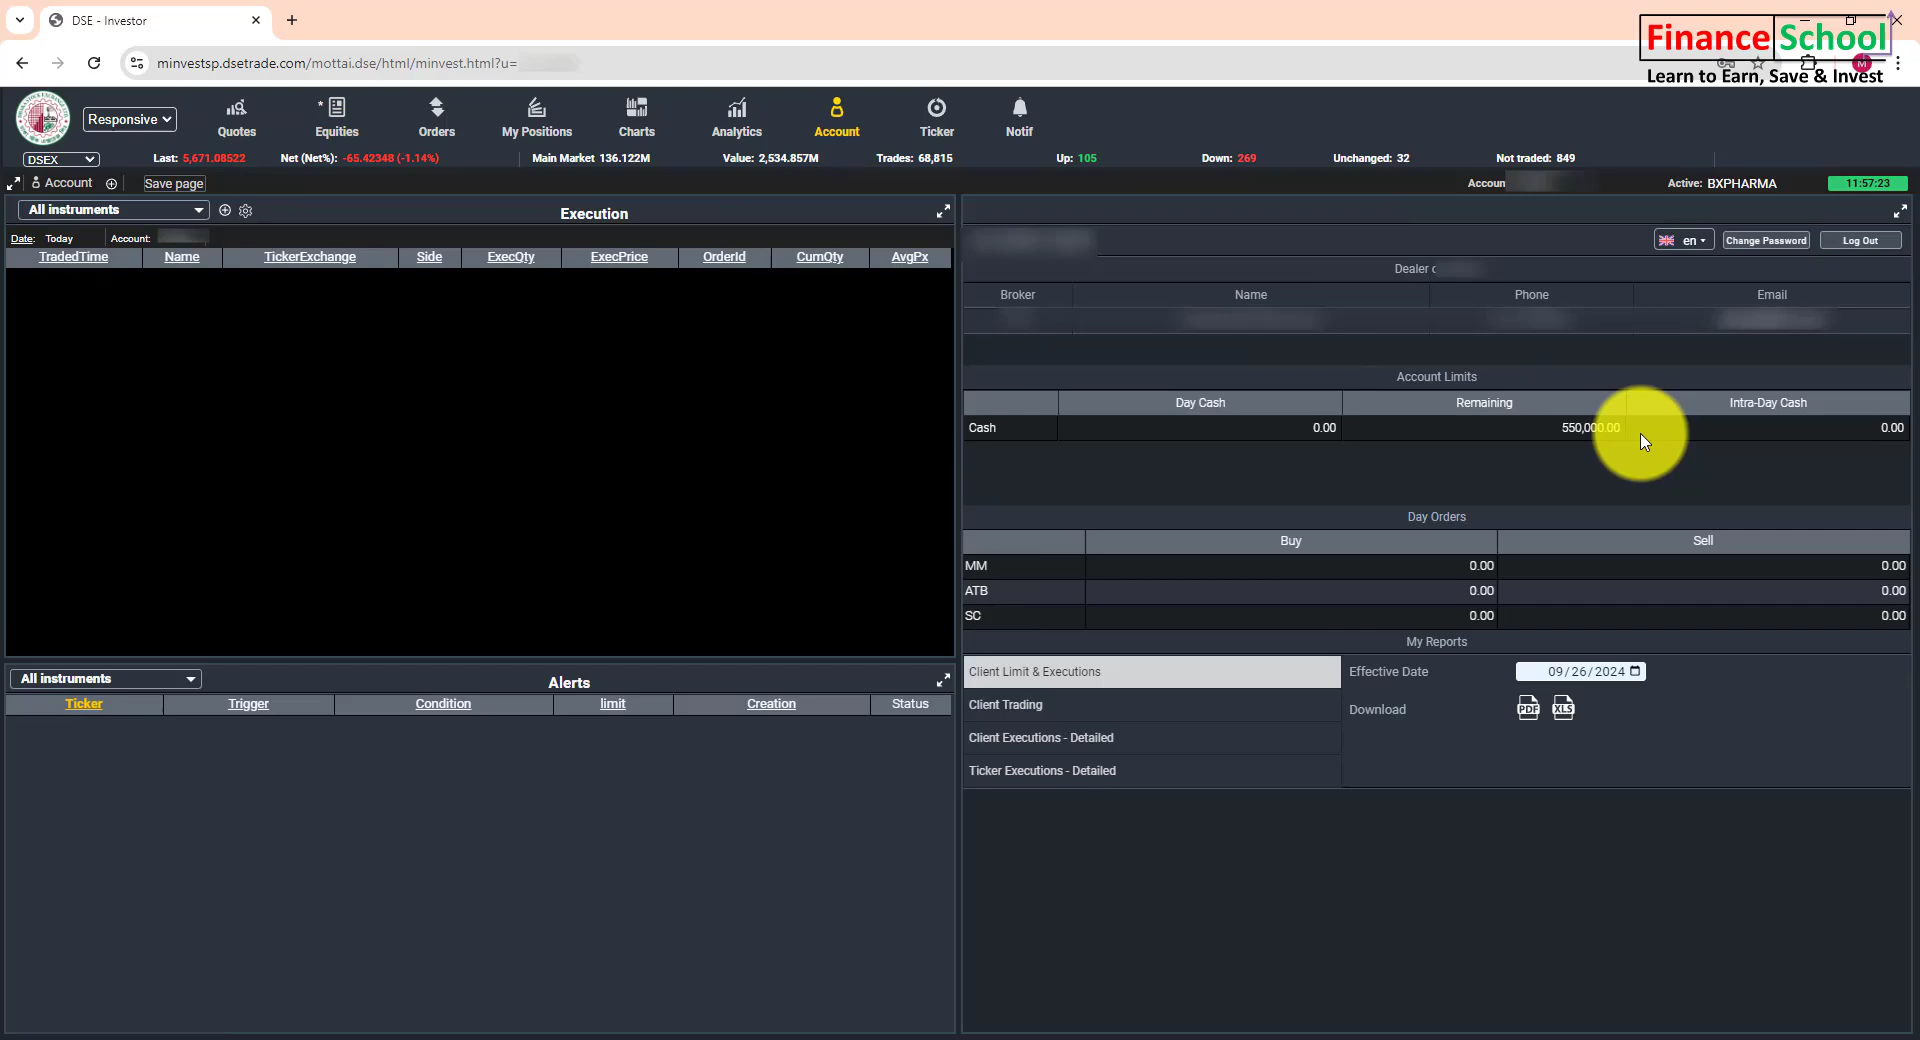 DSE - Investor
Finance School
Learn to Earn, Save & Invest
minvestsp.dsetrade.com/mottai.dse/html/minvest.html?u=
M
Responsive
Quotes
* Equities
Orders
My Positions
Charts
Analytics
Account
Ticker
Notif
DSEX Last: 5,671.08522 Net (Net%): -65.42348 (-1.14%) Main Market 136.122M Value: 2,534.857M Trades: 68,815 Up: 105 Down: 269 Unchanged: 32 Not traded: 849
Account Save page Accoun Active: BXPHARMA 11:57:23
All instruments Execution
Date: Today Account:
TradedTime Name TickerExchange Side ExecQty ExecPrice OrderId CumQty AvgPx
en Change Password Log Out
Dealer
Broker Name Phone Email
Account Limits
Day Cash Remaining Intra-Day Cash
Cash 0.00 550,000.00 0.00
Day Orders
Buy Sell
MM 0.00 0.00
ATB 0.00 0.00
SC 0.00 0.00
My Reports
Client Limit & Executions Effective Date 09/26/2024
Client Trading Download PDF XLS
Client Executions - Detailed
Ticker Executions - Detailed
All instruments Alerts
Ticker Trigger Condition limit Creation Status